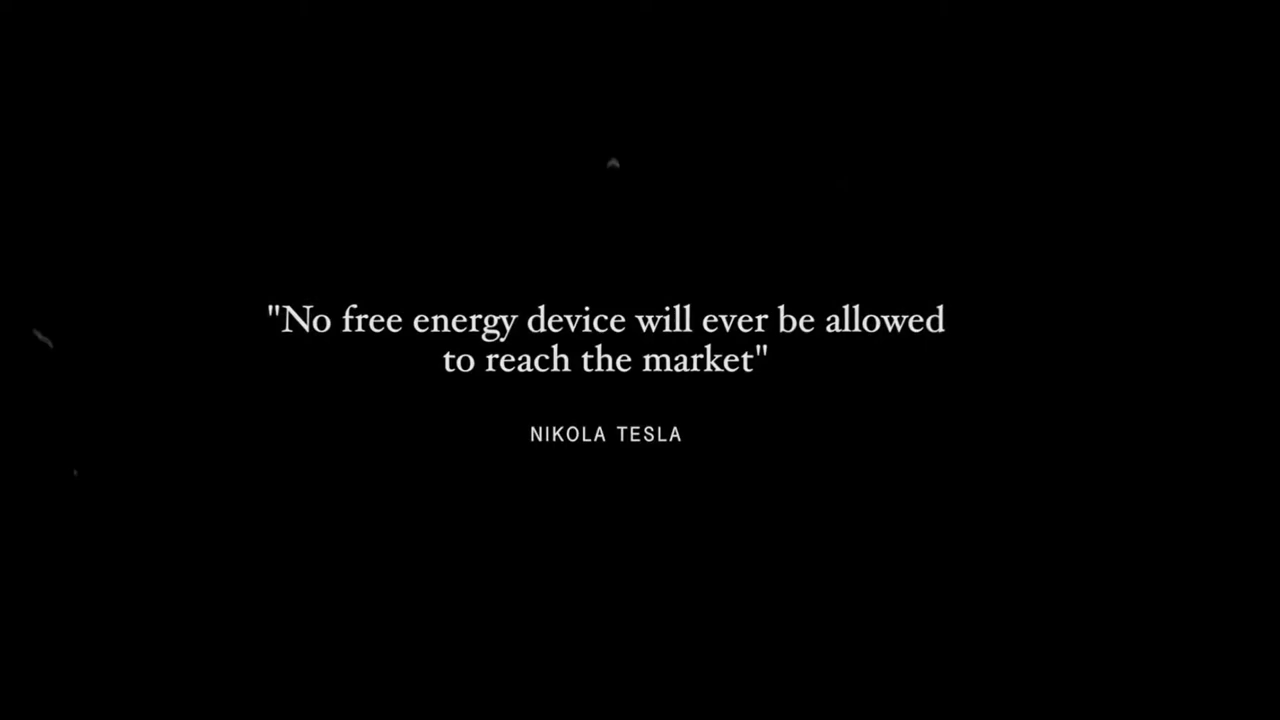 "No free energy device will ever be allowed
to reach the market"
NIKOLA TESLA